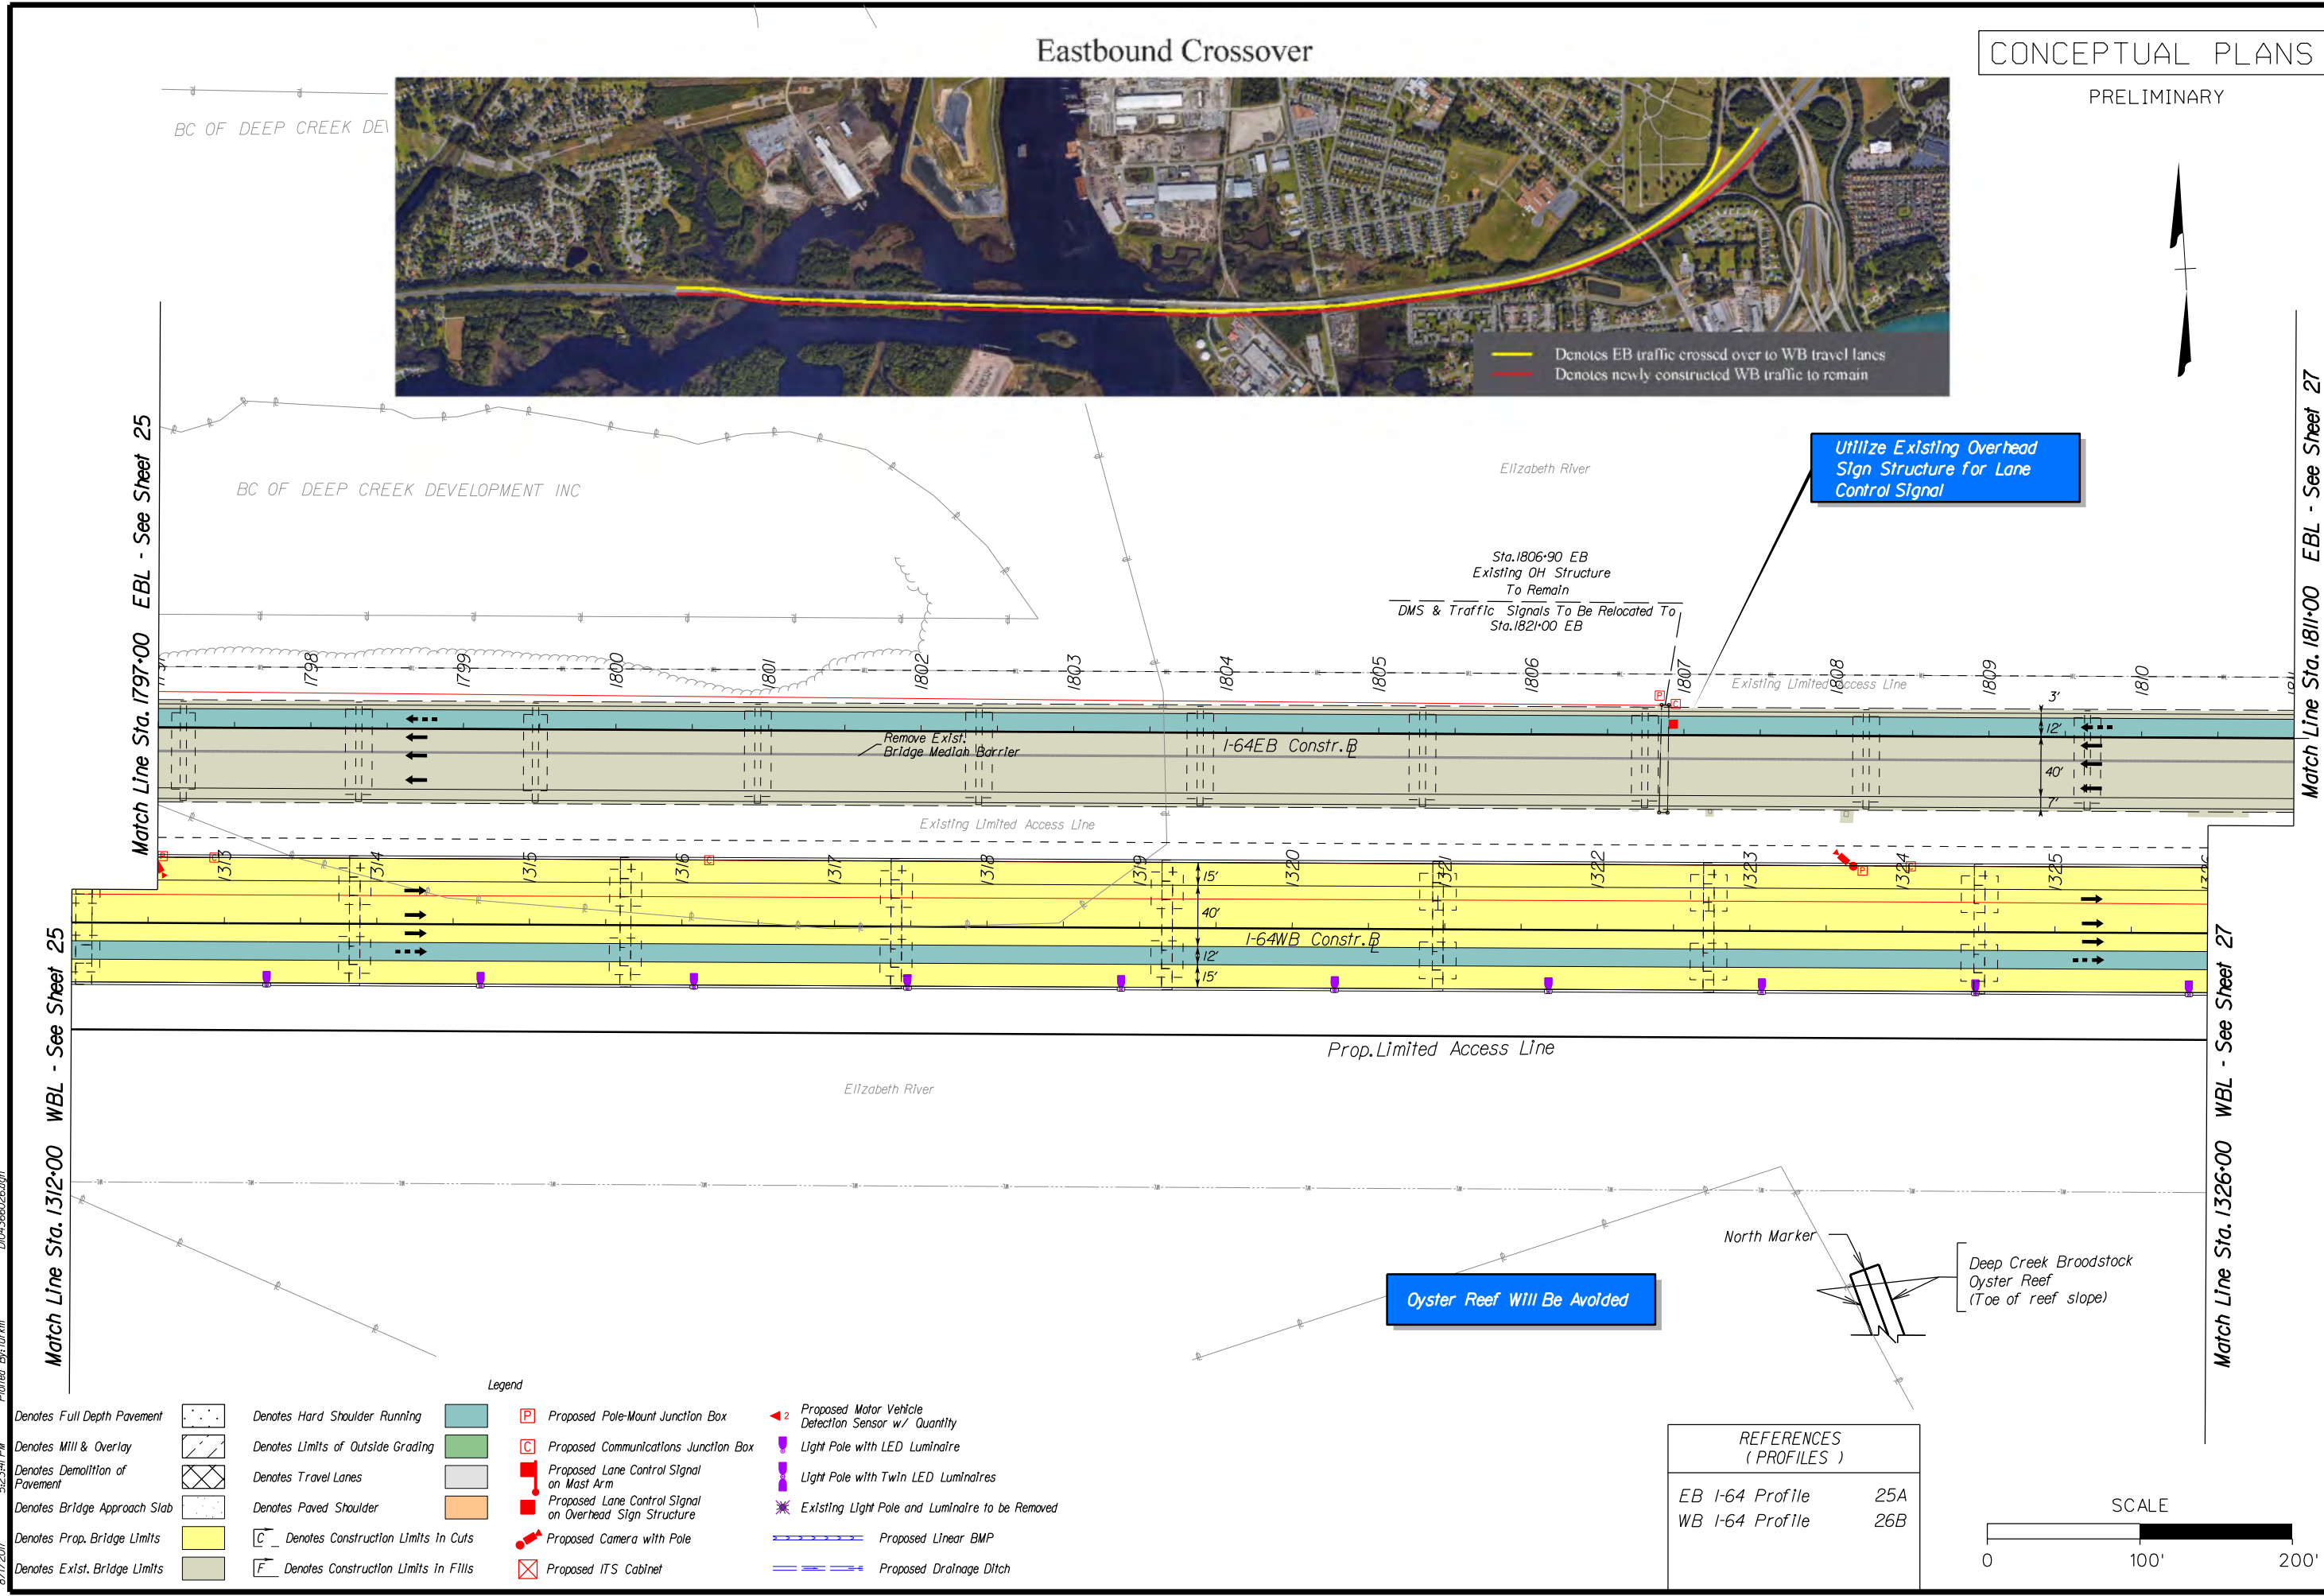 Eastbound Crossover
CONCEPTUAL PLANS
PRELIMINARY
BC OF DEEP CREEK DEV
Denotes EB traffic crossed over to WB travel lanes
Denotes newly constructed WB traffic to remain
Match Line Sta. 1797+00 EBL - See Sheet 25
Match Line Sta. 1811+00 EBL - See Sheet 27
BC OF DEEP CREEK DEVELOPMENT INC
Elizabeth River
Utilize Existing Overhead
Sign Structure for Lane
Control Signal
Sta. 1806+90 EB
Existing OH Structure
To Remain
DMS & Traffic Signals To Be Relocated To
Sta. 1821+00 EB
1798 1799 1800 1801 1802 1803 1804 1805 1806 1807 1808 1809 1810
Existing Limited Access Line
P
C
3'
12'
40'
7'
Remove Exist.
Bridge Median Barrier
I-64EB Constr. BL
Existing Limited Access Line
P C C P C
1313 1314 1315 1316 1317 1318 1319 1320 1321 1322 1323 1324 1325 1326
15'
40'
12'
15'
I-64WB Constr. BL
Match Line Sta. 1312+00 WBL - See Sheet 25
Match Line Sta. 1326+00 WBL - See Sheet 27
Prop. Limited Access Line
Elizabeth River
North Marker
Deep Creek Broodstock
Oyster Reef
(Toe of reef slope)
Oyster Reef Will Be Avoided
Legend
Denotes Full Depth Pavement
Denotes Mill & Overlay
Denotes Demolition of
Pavement
Denotes Bridge Approach Slab
Denotes Prop. Bridge Limits
Denotes Exist. Bridge Limits
Denotes Hard Shoulder Running
Denotes Limits of Outside Grading
Denotes Travel Lanes
Denotes Paved Shoulder
C Denotes Construction Limits in Cuts
F Denotes Construction Limits in Fills
P Proposed Pole-Mount Junction Box
C Proposed Communications Junction Box
Proposed Lane Control Signal
on Mast Arm
Proposed Lane Control Signal
on Overhead Sign Structure
Proposed Camera with Pole
Proposed ITS Cabinet
2 Proposed Motor Vehicle
Detection Sensor w/ Quantity
Light Pole with LED Luminaire
Light Pole with Twin LED Luminaires
Existing Light Pole and Luminaire to be Removed
Proposed Linear BMP
Proposed Drainage Ditch
REFERENCES
( PROFILES )
EB I-64 Profile 25A
WB I-64 Profile 26B
SCALE
0 100' 200'